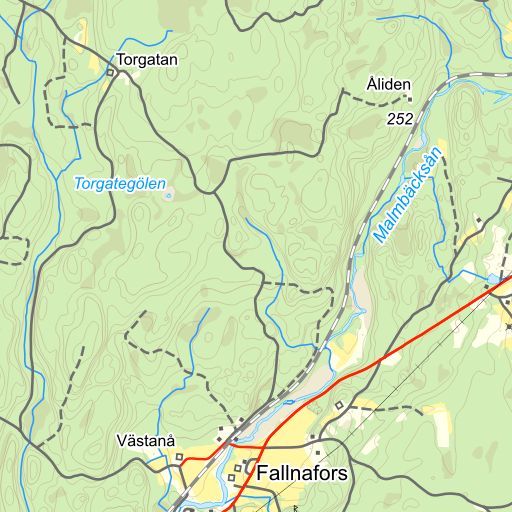 Torgatan
Åliden
252
Malmbäcksån
Torgategölen
Västanå
Fallnafors